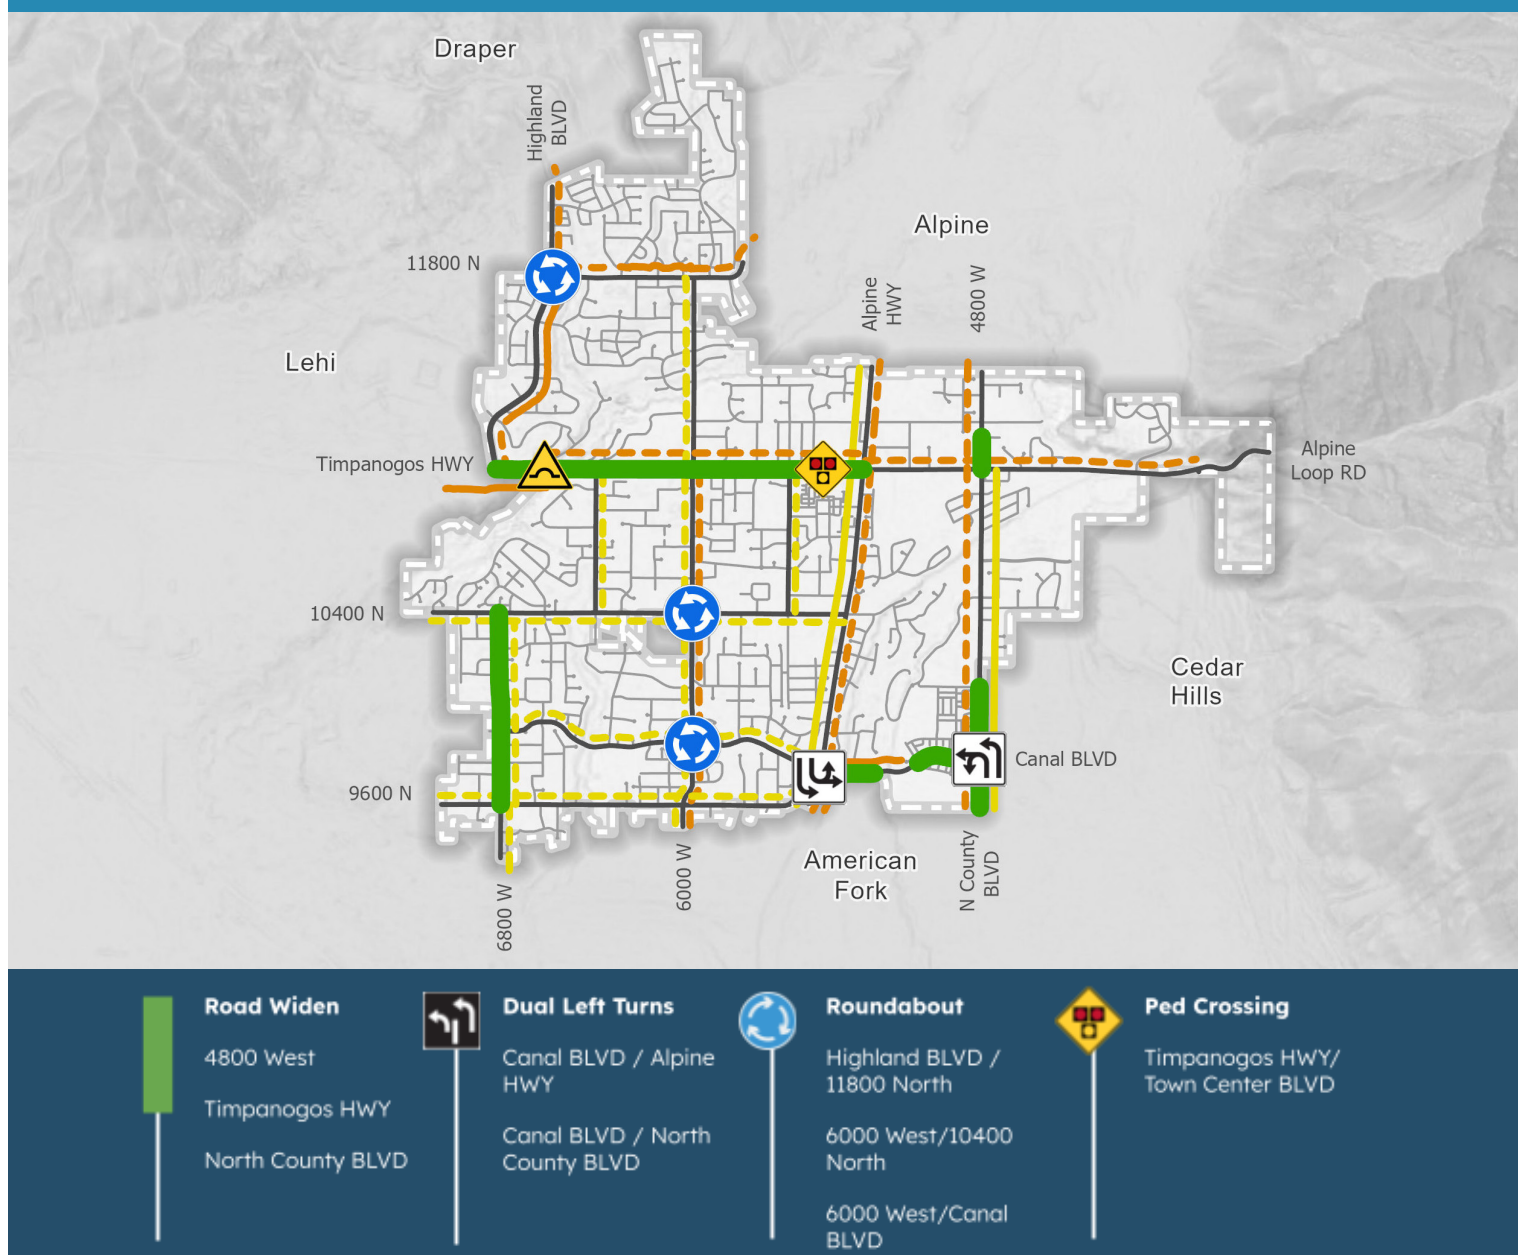 Draper
Highland
BLVD
11800 N
Alpine
Alpine
HWY
4800 W
Lehi
Timpanogos HWY
Alpine
Loop RD
10400 N
Cedar
Hills
Canal BLVD
9600 N
6800 W
6000 W
American
Fork
N County
BLVD
Road Widen
4800 West
Timpanogos HWY
North County BLVD
Dual Left Turns
Canal BLVD / Alpine
HWY
Canal BLVD / North
County BLVD
Roundabout
Highland BLVD /
11800 North
6000 West/10400
North
6000 West/Canal
BLVD
Ped Crossing
Timpanogos HWY/
Town Center BLVD